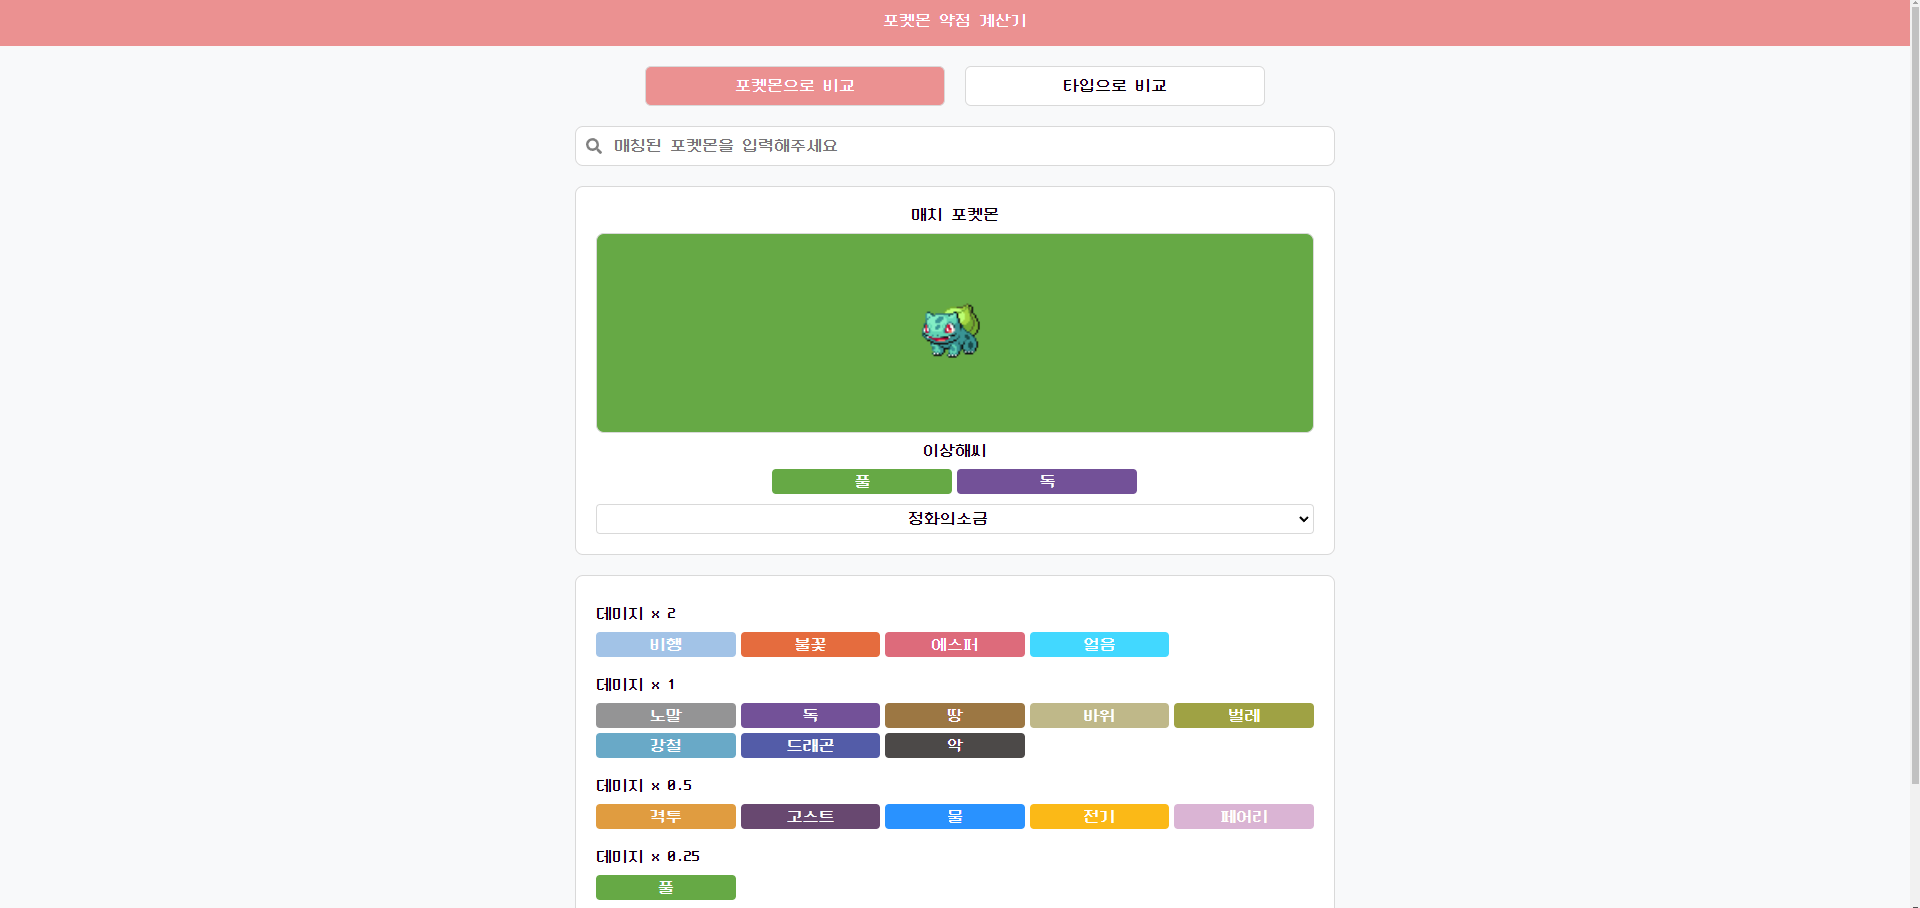 포켓몬 약점 계산기
포켓몬으로 비교 타입으로 비교
매칭된 포켓몬을 입력해주세요
매치 포켓몬
이상해씨
풀 독
정화의소금
데미지 x 2
비행 불꽃 에스퍼 얼음
데미지 x 1
노말 독 땅 바위 벌레
강철 드래곤 악
데미지 x 0.5
격투 고스트 물 전기 페어리
데미지 x 0.25
풀